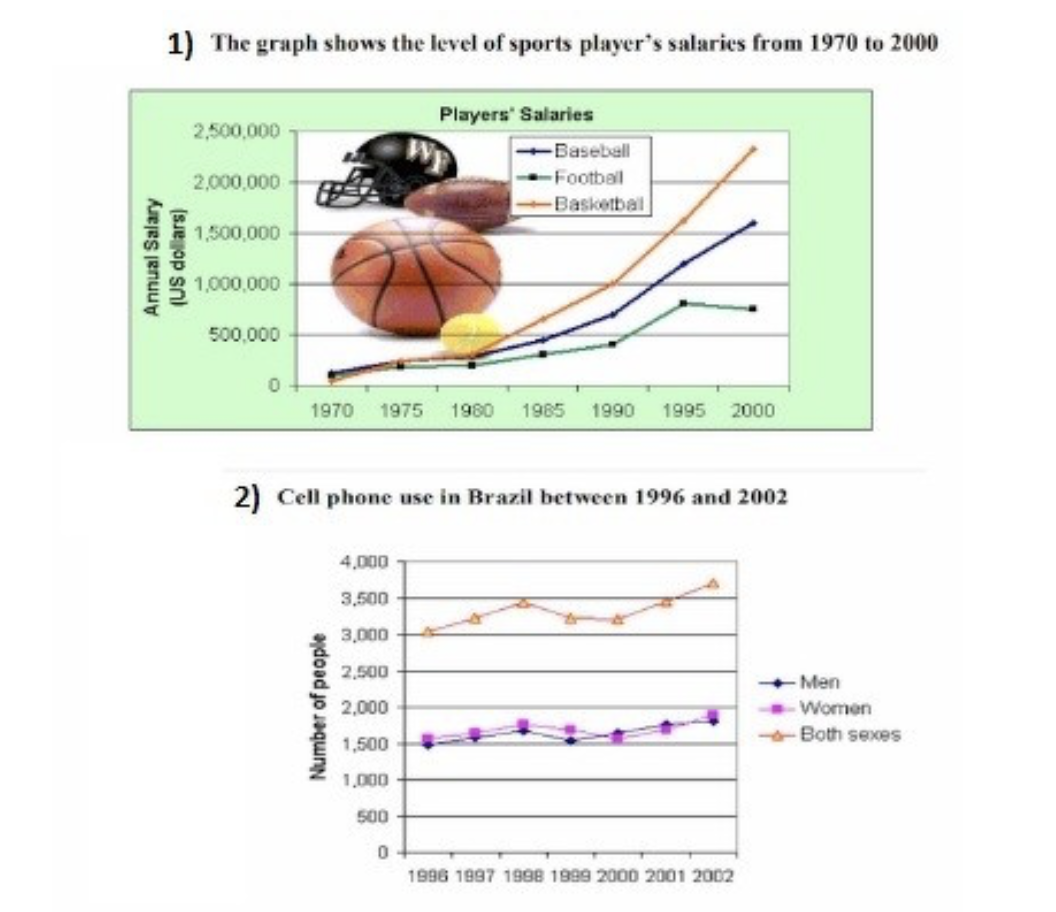 1) The graph shows the level of sports player's salaries from 1970 to 2000
Players' Salaries
2,500,000
2,000,000
1,500,000
1,000,000
500,000
0
Annual Salary
(US dollars)
WF
Baseball
Football
Basketball
1970 1975 1980 1985 1990 1995 2000
2) Cell phone use in Brazil between 1996 and 2002
4,000
3,500
3,000
2,500
2,000
1,500
1,000
500
0
Number of people
Men
Women
Both sexes
1996 1997 1998 1999 2000 2001 2002